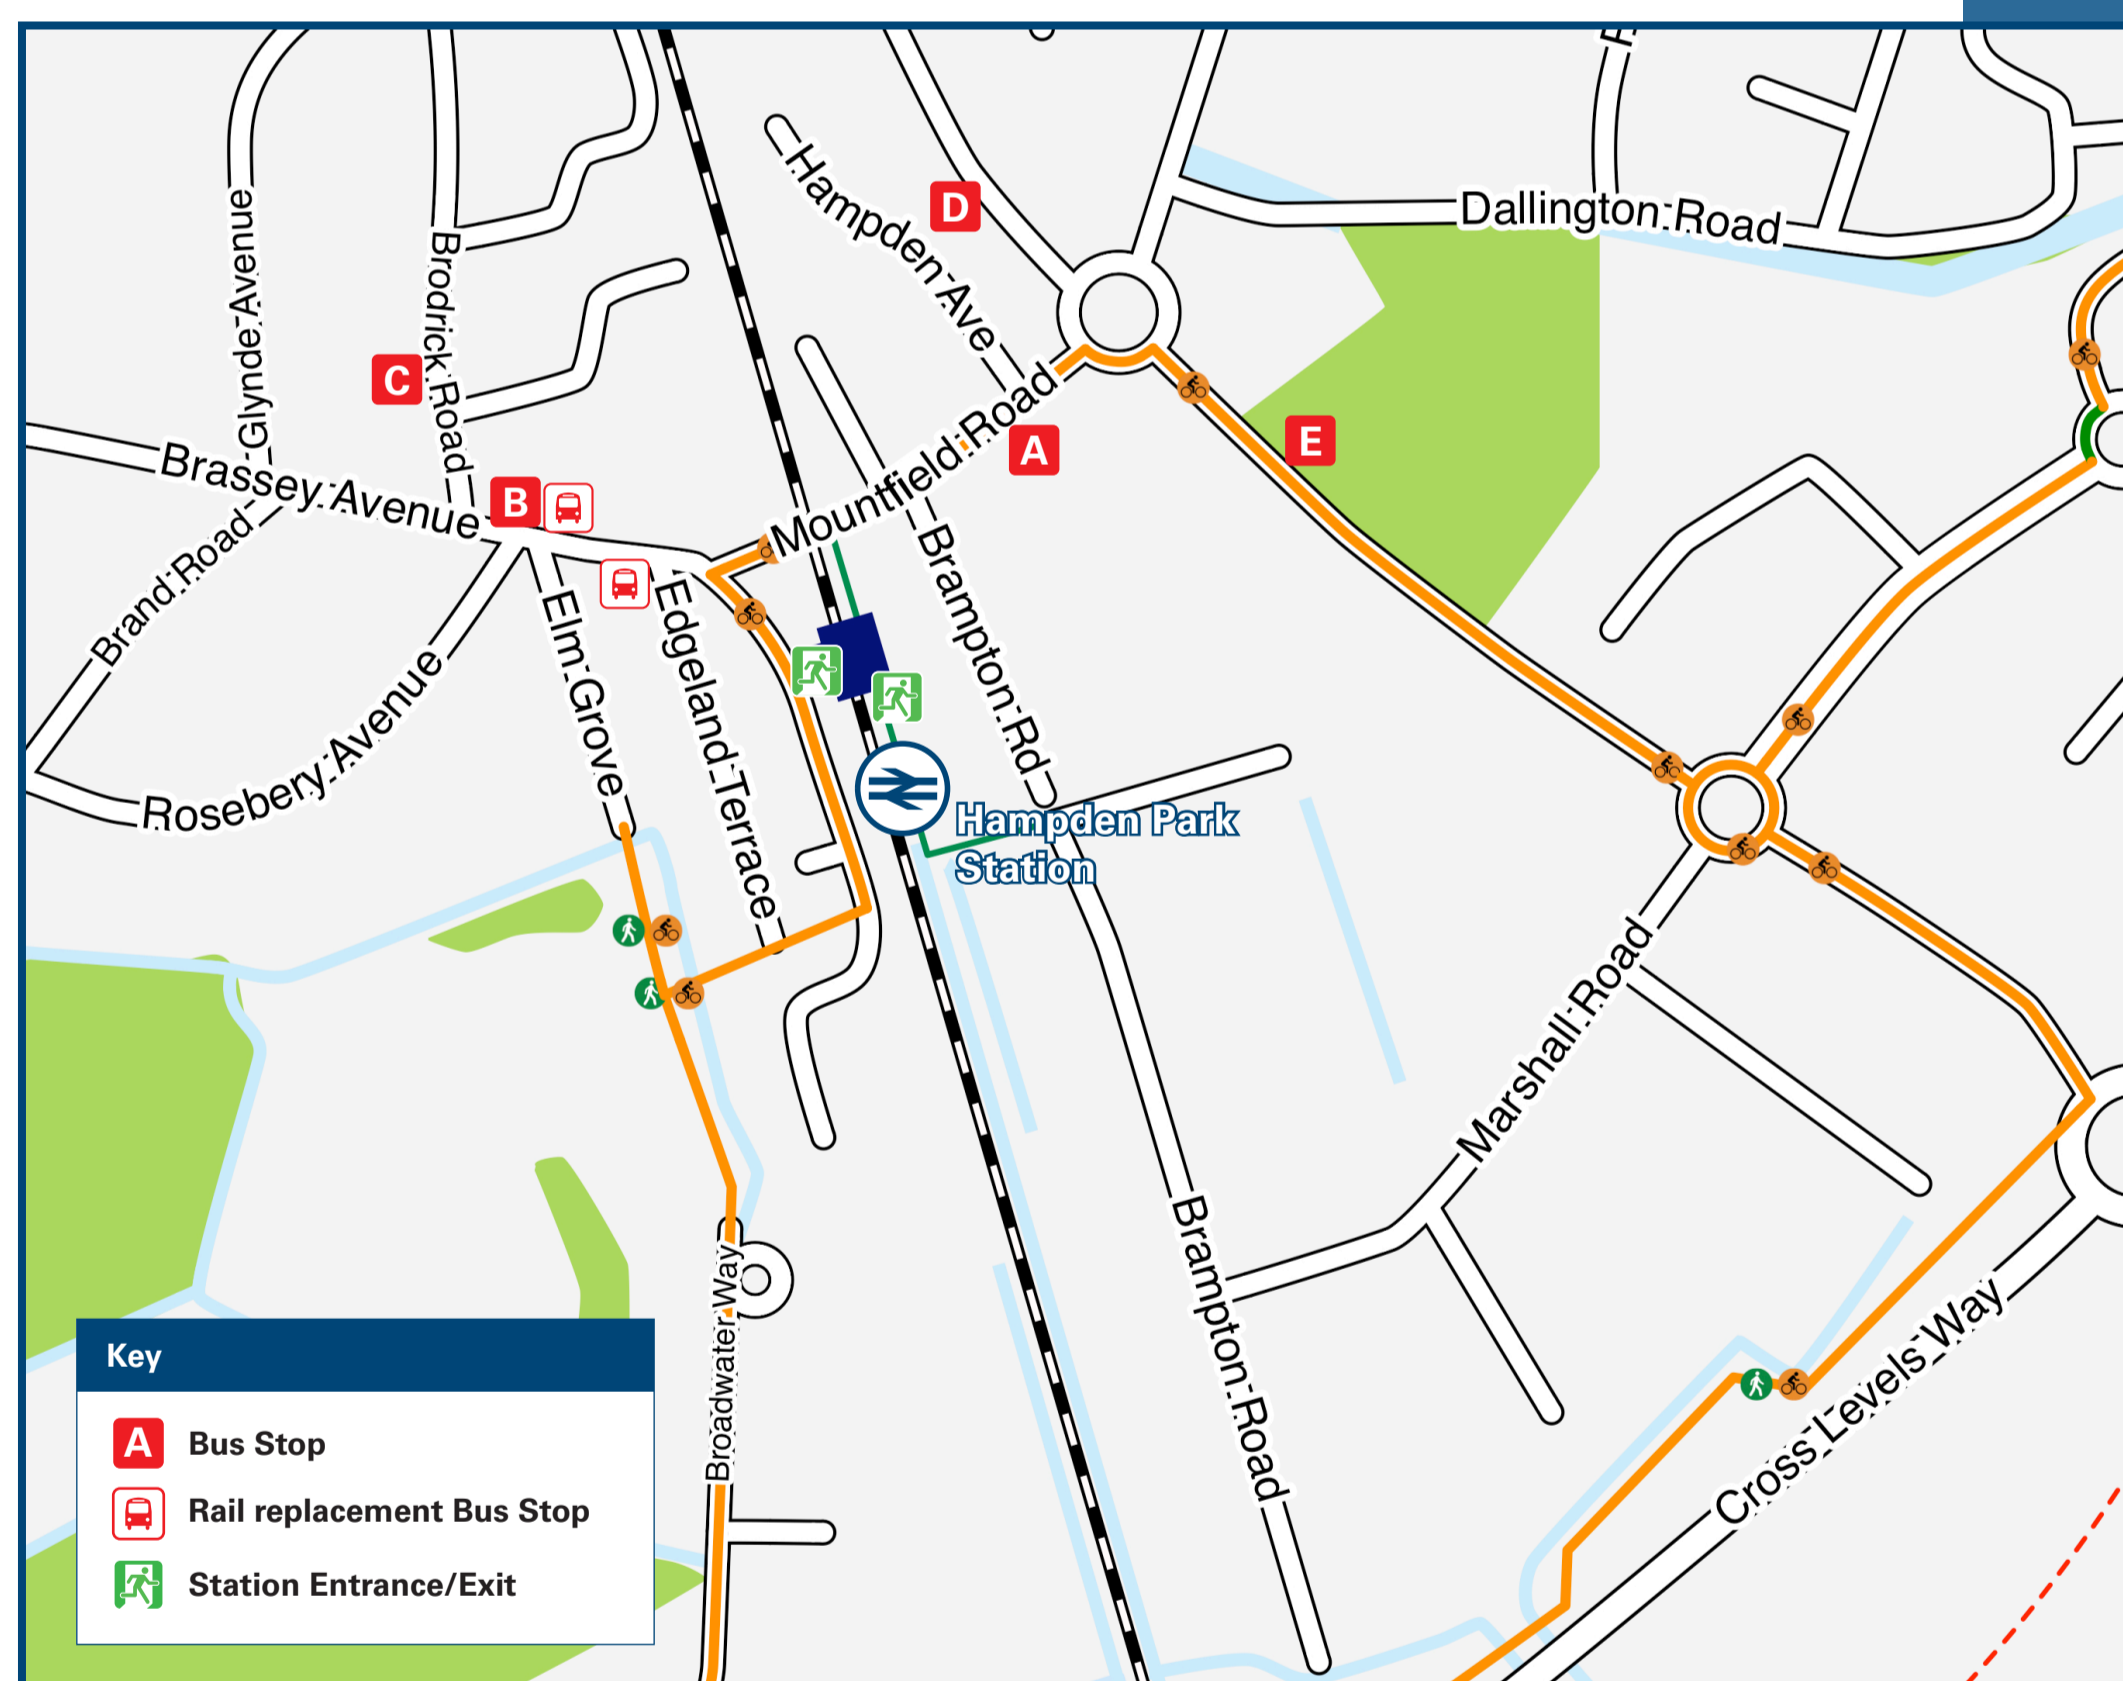 Hampden Ave
D
Dallington Road
Glynde Avenue
Brodrick Road
C
E
A
Brassey Avenue
B
Mountfield Road
Brand Road
Rosebery Avenue
Elm Grove
Edgeland Terrace
Brampton Rd
Hampden Park
Station
Marshall Road
Brampton Road
Broadwater Way
Cross Levels Way
Key
A Bus Stop
Rail replacement Bus Stop
Station Entrance/Exit